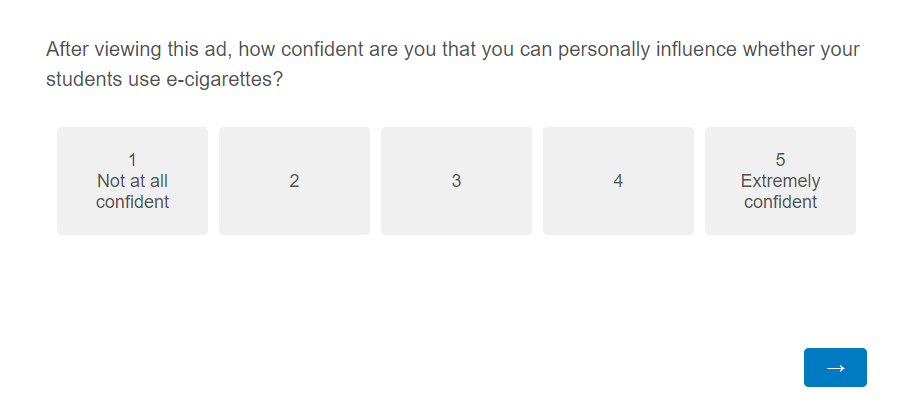 After viewing this ad, how confident are you that you can personally influence whether your
students use e-cigarettes?
1
Not at all
confident
2
3
4
5
Extremely
confident
→